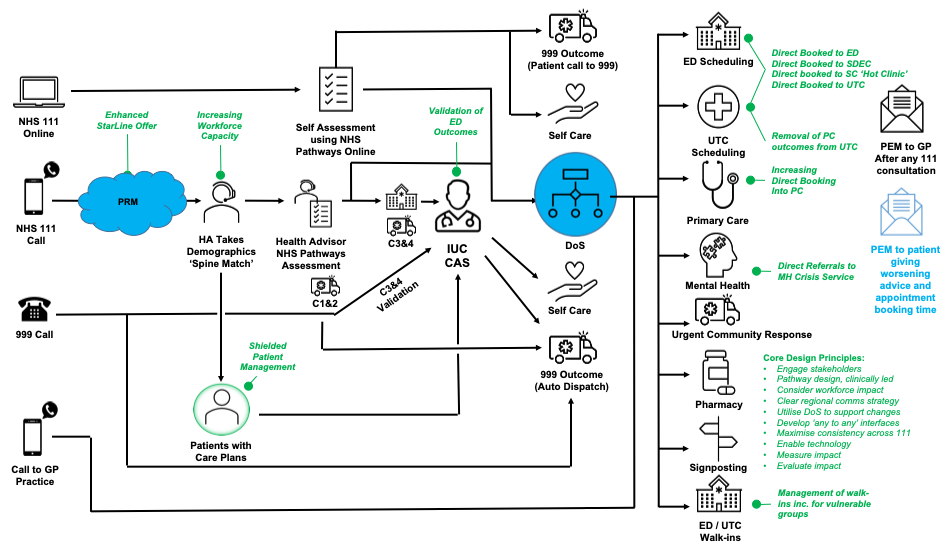 NHS 111
Online
Enhanced
StarLine Offer
Increasing
Workforce
Capacity
Self Assessment
using NHS
Pathways Online
Validation of
ED
Outcomes
999 Outcome
(Patient call to 999)
Self Care
PRM
NHS 111
Call
HA Takes
Demographics
‘Spine Match’
Health Advisor
NHS Pathways
Assessment
C3&4
IUC
CAS
DoS
C1&2
C3&4
Validation
Self Care
999 Call
Shielded
Patient
Management
999 Outcome
(Auto Dispatch)
Patients with
Care Plans
Call to GP
Practice
ED Scheduling
Direct Booked to ED
Direct Booked to SDEC
Direct booked to SC ‘Hot Clinic’
Direct Booked to UTC
UTC
Scheduling
Removal of PC
outcomes from UTC
PEM to GP
After any 111
consultation
Increasing
Direct Booking
Into PC
Primary Care
Mental Health
Direct Referrals to
MH Crisis Service
PEM to patient
giving
worsening
advice and
appointment
booking time
Urgent Community Response
Pharmacy
Core Design Principles:
• Engage stakeholders
• Pathway design, clinically led
• Consider workforce impact
• Clear regional comms strategy
• Utilise DoS to support changes
• Develop ‘any to any’ interfaces
• Maximise consistency across 111
• Enable technology
• Measure impact
• Evaluate impact
Signposting
ED / UTC
Walk-ins
Management of walk-
ins inc. for vulnerable
groups